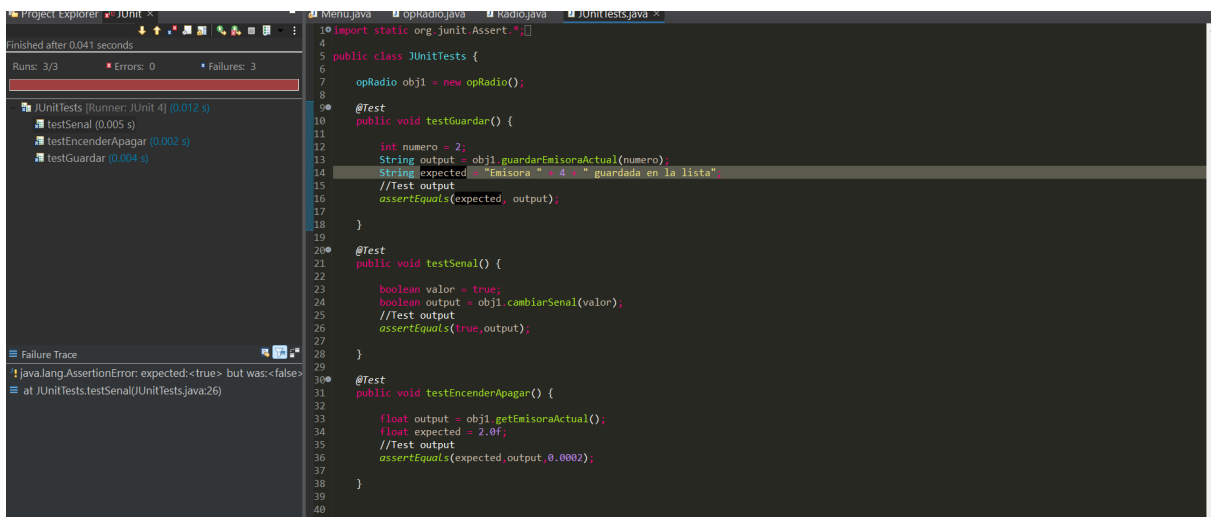 Project Explorer JUnit ×
Finished after 0.041 seconds
Runs: 3/3 Errors: 0 Failures: 3
JUnitTests [Runner: JUnit 4] (0.012 s)
testSenal (0.005 s)
testEncenderApagar (0.002 s)
testGuardar (0.004 s)
Failure Trace
java.lang.AssertionError: expected:<true> but was:<false>
at JUnitTests.testSenal(JUnitTests.java:26)
Menu.java opRadio.java Radio.java JUnitTests.java ×
1 import static org.junit.Assert.*;
4
5 public class JUnitTests {
6
7 opRadio obj1 = new opRadio();
8
9 @Test
10 public void testGuardar() {
11
12 int numero = 2;
13 String output = obj1.guardarEmisoraActual(numero);
14 String expected = "Emisora " + 4 + " guardada en la lista"
15 //Test output
16 assertEquals(expected, output);
17
18 }
19
20 @Test
21 public void testSenal() {
22
23 boolean valor = true;
24 boolean output = obj1.cambiarSenal(valor);
25 //Test output
26 assertEquals(true,output);
27
28 }
29
30 @Test
31 public void testEncenderApagar() {
32
33 float output = obj1.getEmisoraActual();
34 float expected = 2.0f;
35 //Test output
36 assertEquals(expected,output,0.0002);
37
38 }
39
40